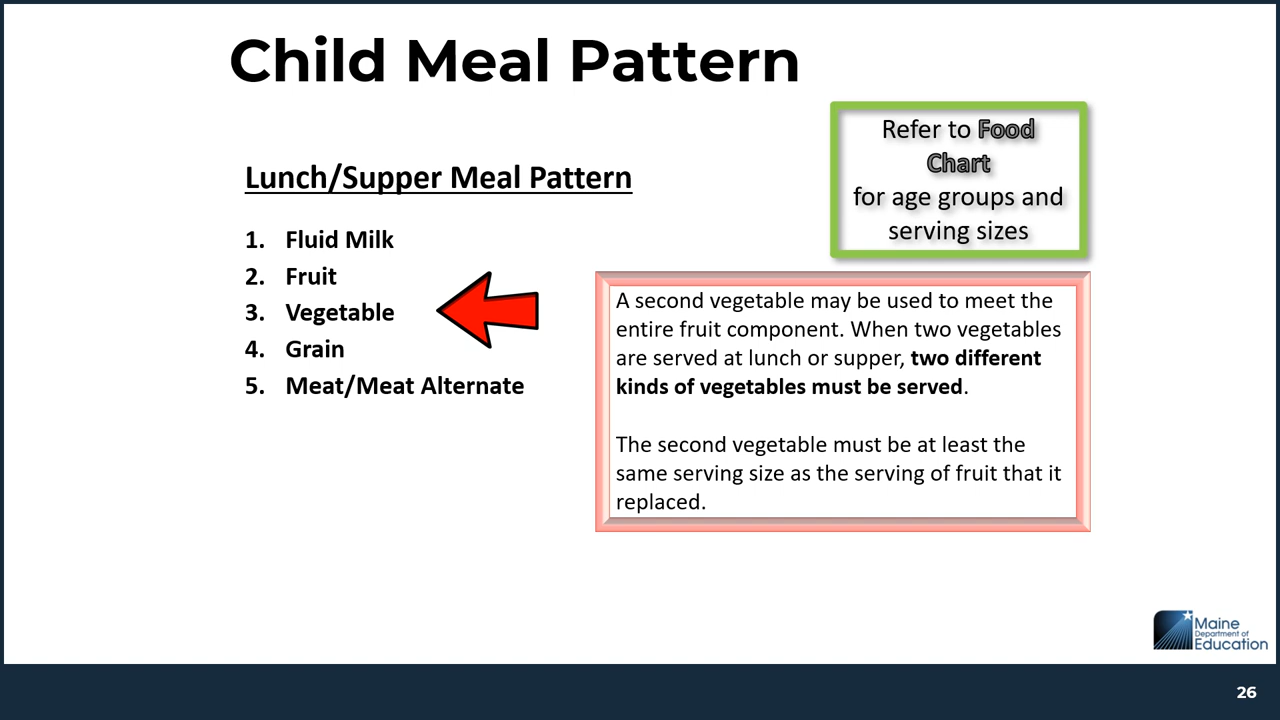 Child Meal Pattern
Refer to Food
Chart
for age groups and
serving sizes
Lunch/Supper Meal Pattern
1. Fluid Milk
2. Fruit
3. Vegetable
4. Grain
5. Meat/Meat Alternate
A second vegetable may be used to meet the
entire fruit component. When two vegetables
are served at lunch or supper, two different
kinds of vegetables must be served.
The second vegetable must be at least the
same serving size as the serving of fruit that it
replaced.
Maine
Department of
Education
26